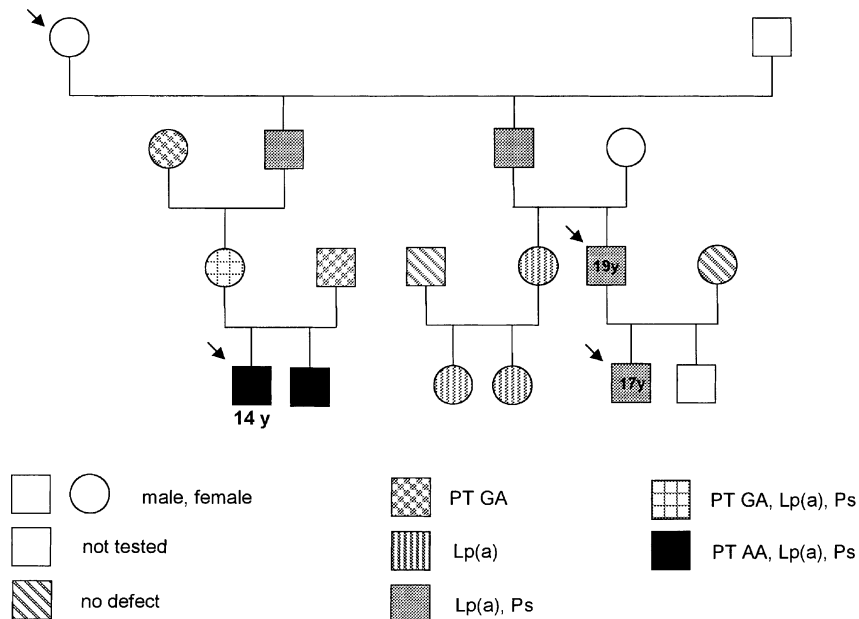 19y
17y
14 y
male, female
PT GA
PT GA, Lp(a), Ps
not tested
Lp(a)
PT AA, Lp(a), Ps
no defect
Lp(a), Ps